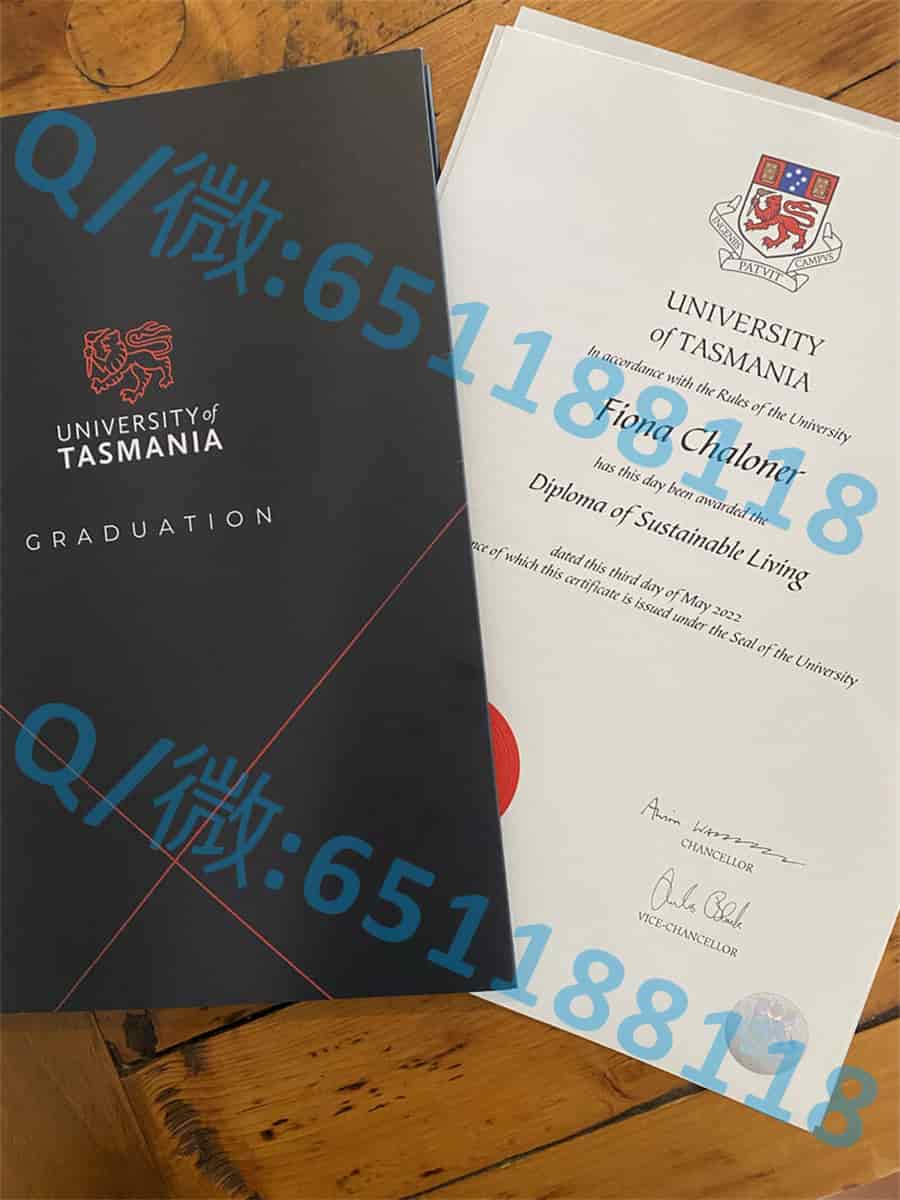 Q/微:651188118
UNIVERSITY of
TASMANIA
GRADUATION
INGENIIS
PATVIT
CAMPVS
UNIVERSITY
of TASMANIA
In accordance with the Rules of the University
Fiona Chaloner
has this day been awarded the
Diploma of Sustainable Living
dated this third day of May 2022
of which this certificate is issued under the Seal of the University
CHANCELLOR
VICE-CHANCELLOR
Q/微:651188118